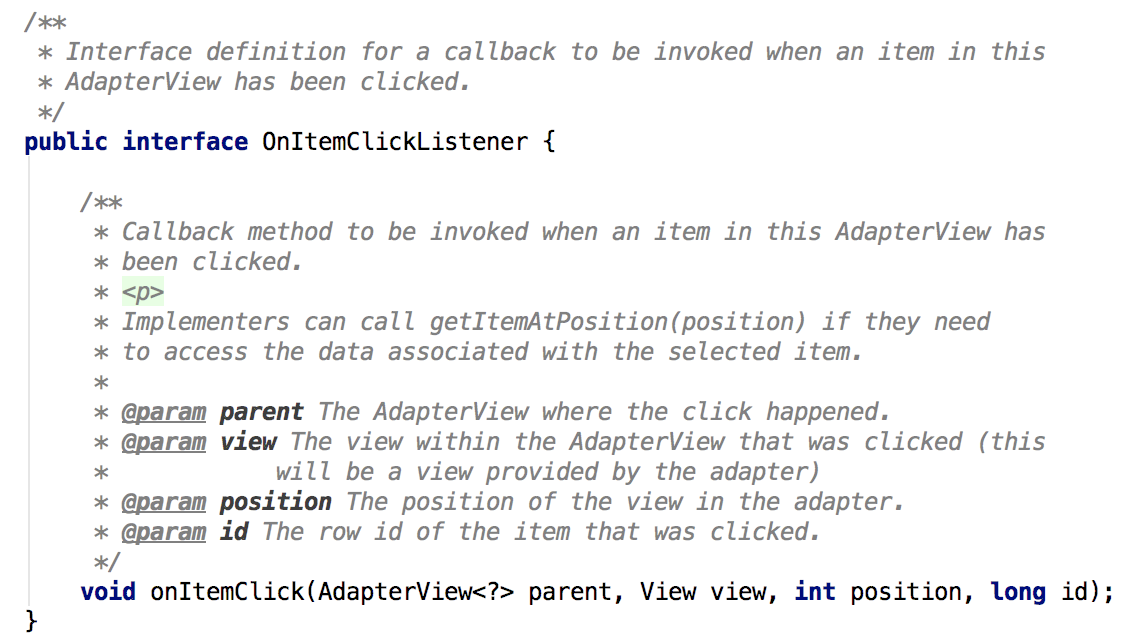 /**
 * Interface definition for a callback to be invoked when an item in this
 * AdapterView has been clicked.
 */
public interface OnItemClickListener {
    /**
     * Callback method to be invoked when an item in this AdapterView has
     * been clicked.
     * <p>
     * Implementers can call getItemAtPosition(position) if they need
     * to access the data associated with the selected item.
     *
     * @param parent The AdapterView where the click happened.
     * @param view The view within the AdapterView that was clicked (this
     *            will be a view provided by the adapter)
     * @param position The position of the view in the adapter.
     * @param id The row id of the item that was clicked.
     */
    void onItemClick(AdapterView<?> parent, View view, int position, long id);
}